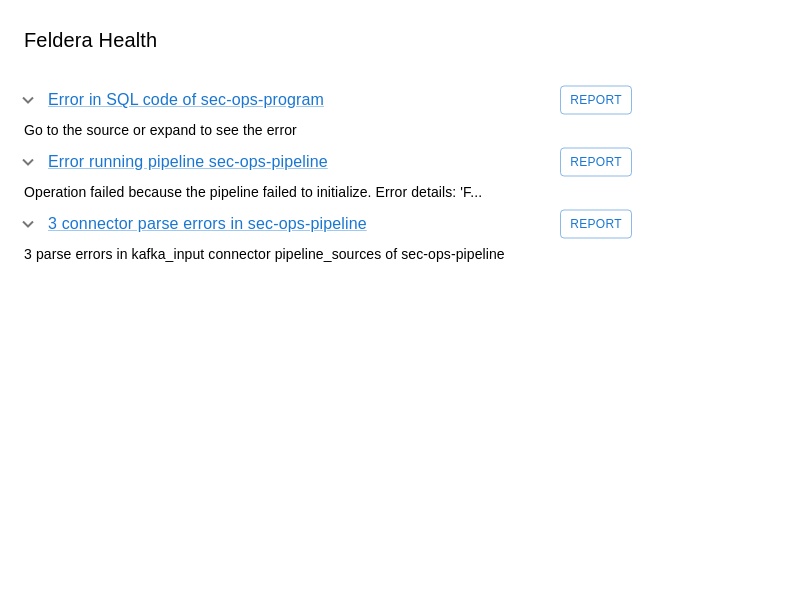 Feldera Health
Error in SQL code of sec-ops-program REPORT
Go to the source or expand to see the error
Error running pipeline sec-ops-pipeline REPORT
Operation failed because the pipeline failed to initialize. Error details: 'F...
3 connector parse errors in sec-ops-pipeline REPORT
3 parse errors in kafka_input connector pipeline_sources of sec-ops-pipeline